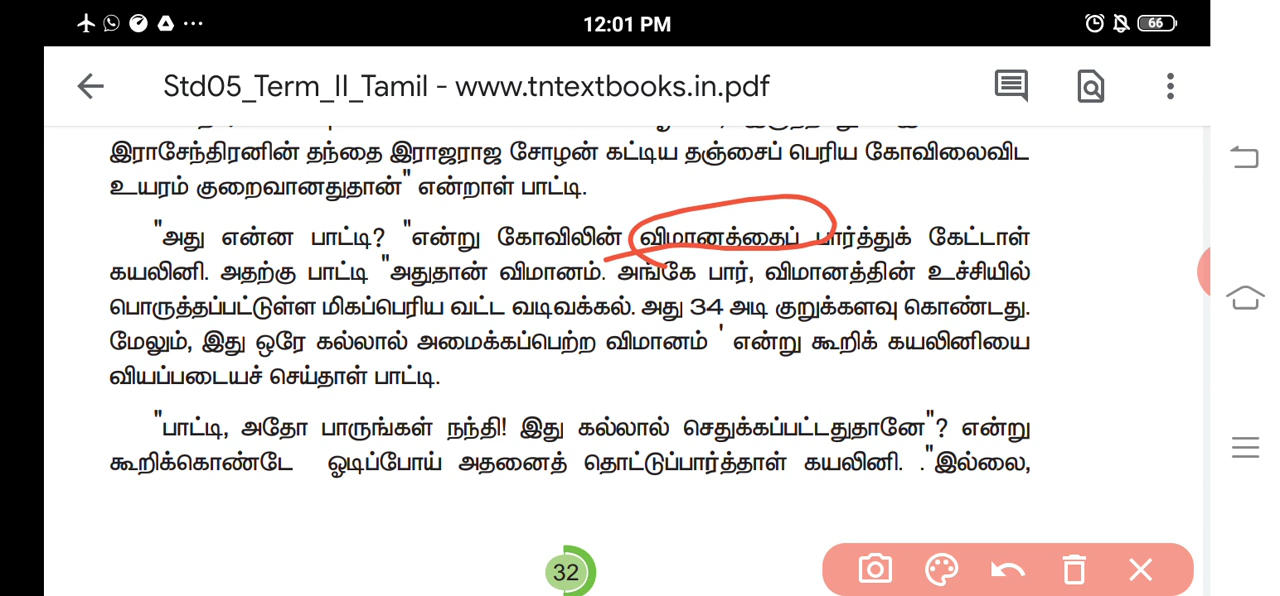 12:01 PM
66
Std05_Term_II_Tamil - www.tntextbooks.in.pdf
இராசேந்திரனின் தந்தை இராஜராஜ சோழன் கட்டிய தஞ்சைப் பெரிய கோவிலைவிட
உயரம் குறைவானதுதான்" என்றாள் பாட்டி.
"அது என்ன பாட்டி? "என்று கோவிலின் விமானத்தைப் பார்த்துக் கேட்டாள்
கயலினி. அதற்கு பாட்டி "அதுதான் விமானம். அங்கே பார், விமானத்தின் உச்சியில்
பொருத்தப்பட்டுள்ள மிகப்பெரிய வட்ட வடிவக்கல். அது 34 அடி குறுக்களவு கொண்டது.
மேலும், இது ஒரே கல்லால் அமைக்கப்பெற்ற விமானம் ' என்று கூறிக் கயலினியை
வியப்படையச் செய்தாள் பாட்டி.
"பாட்டி, அதோ பாருங்கள் நந்தி! இது கல்லால் செதுக்கப்பட்டதுதானே"? என்று
கூறிக்கொண்டே ஓடிப்போய் அதனைத் தொட்டுப்பார்த்தாள் கயலினி. ."இல்லை,
32